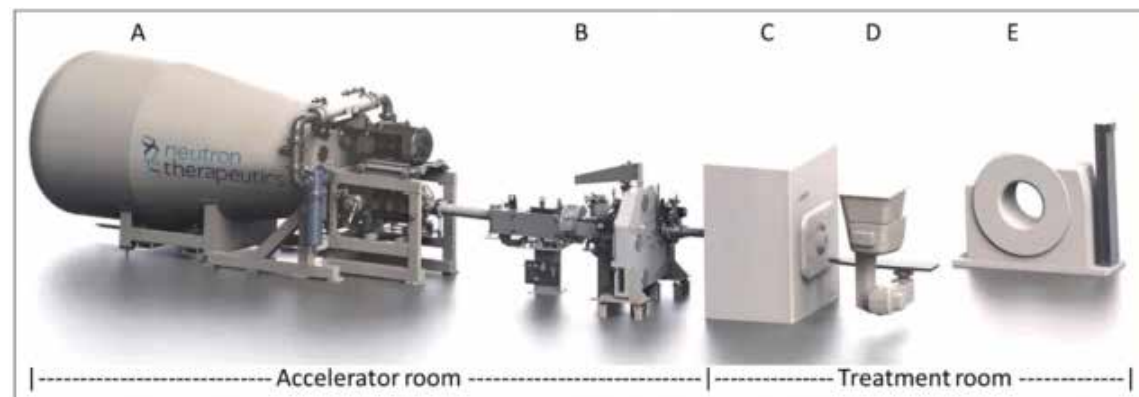 A B C D E
neutron
therapeutics
Accelerator room
Treatment room